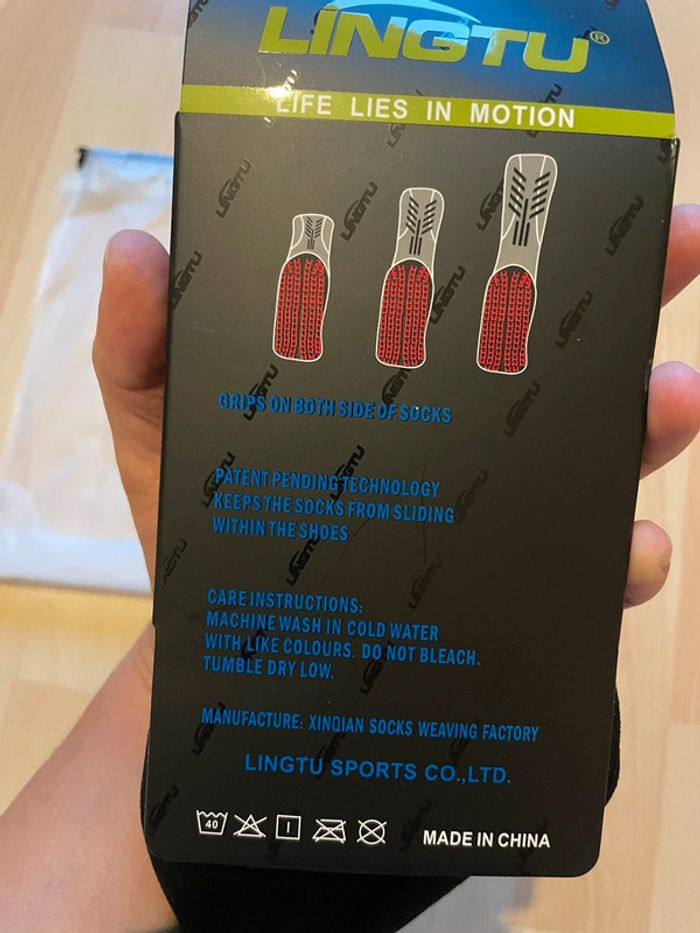 LINGTU®
LIFE LIES IN MOTION
GRIPS ON BOTH SIDE OF SOCKS
PATENT PENDING TECHNOLOGY
KEEPS THE SOCKS FROM SLIDING
WITHIN THE SHOES
CARE INSTRUCTIONS:
MACHINE WASH IN COLD WATER
WITH LIKE COLOURS. DO NOT BLEACH.
TUMBLE DRY LOW.
MANUFACTURE: XINQIAN SOCKS WEAVING FACTORY
LINGTU SPORTS CO.,LTD.
40
MADE IN CHINA